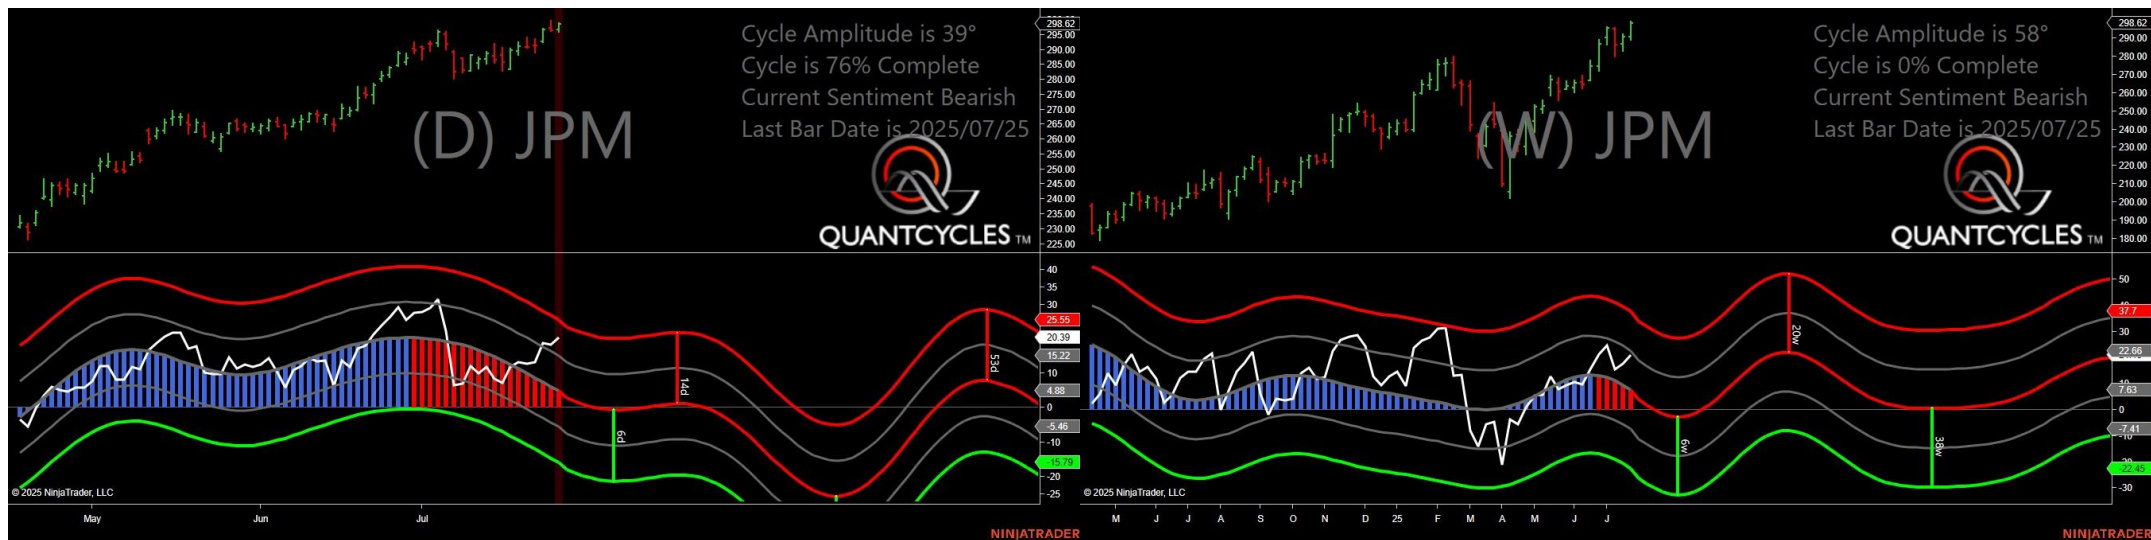 Cycle Amplitude is 39°
Cycle is 76% Complete
Current Sentiment Bearish
Last Bar Date is 2025/07/25
(D) JPM
QUANTCYCLES TM
298.62
295.00
290.00
285.00
280.00
275.00
270.00
265.00
260.00
255.00
250.00
245.00
240.00
235.00
230.00
225.00
40
35
30
25.55
20.39
15.22
10
4.88
0
-5.46
-10
-15.79
-20
-25
6d
14d
53d
© 2025 NinjaTrader, LLC
May
Jun
Jul
NINJATRADER
Cycle Amplitude is 58°
Cycle is 0% Complete
Current Sentiment Bearish
Last Bar Date is 2025/07/25
(W) JPM
QUANTCYCLES TM
298.62
290.00
280.00
270.00
260.00
250.00
240.00
230.00
220.00
210.00
200.00
190.00
180.00
50
37.7
30
22.66
7.63
0
-7.41
-22.45
-30
6w
20w
38w
© 2025 NinjaTrader, LLC
M
J
J
A
S
O
N
D
25
F
M
A
M
J
J
NINJATRADER